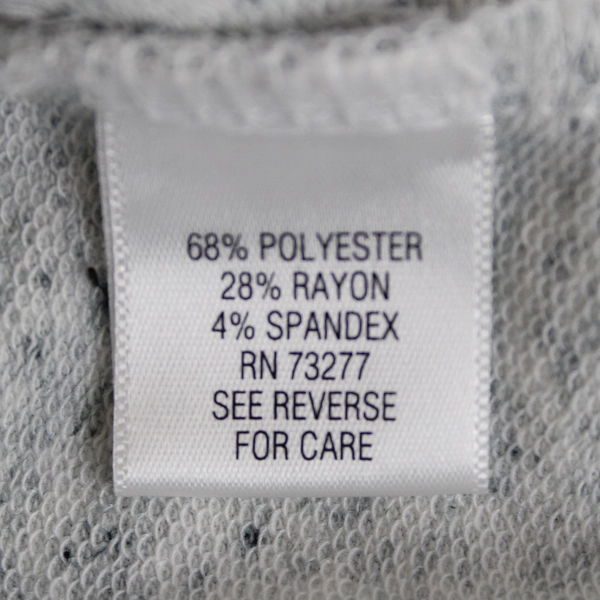 68% POLYESTER
28% RAYON
4% SPANDEX
RN 73277
SEE REVERSE
FOR CARE